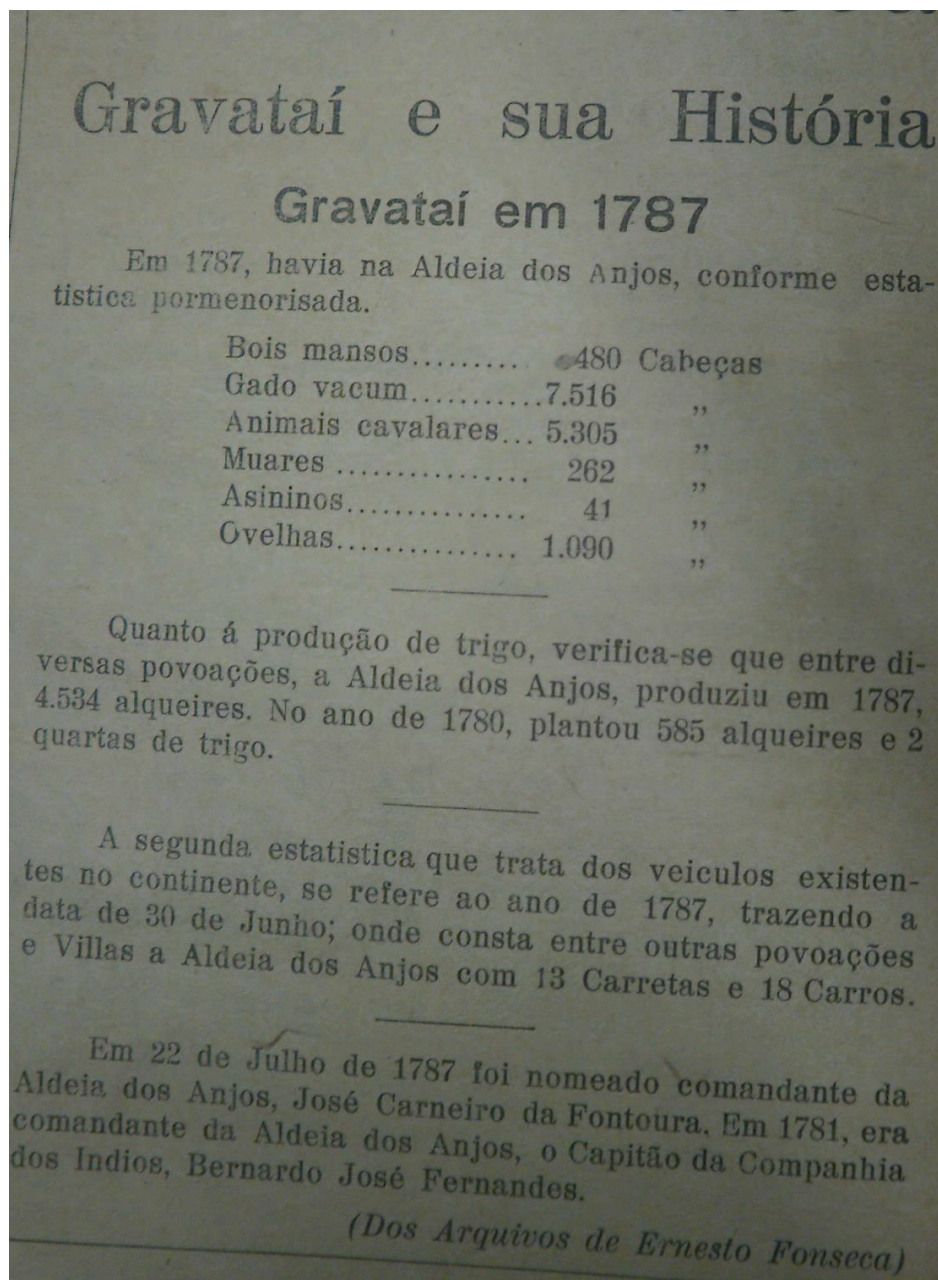 Gravataí e sua História
Gravataí em 1787
Em 1787, havia na Aldeia dos Anjos, conforme esta-
tistica pormenorisada.
Bois mansos......... 480 Cabeças
Gado vacum...........7.516 ,,
Animais cavalares... 5.305 ,,
Muares ................ 262 ,,
Asininos............... 41 ,,
Ovelhas............... 1.090 ,,
Quanto á produção de trigo, verifica-se que entre di-
versas povoações, a Aldeia dos Anjos, produziu em 1787,
4.534 alqueires. No ano de 1780, plantou 585 alqueires e 2
quartas de trigo.
A segunda estatistica que trata dos veiculos existen-
tes no continente, se refere ao ano de 1787, trazendo a
data de 30 de Junho; onde consta entre outras povoações
e Villas a Aldeia dos Anjos com 13 Carretas e 18 Carros.
Em 22 de Julho de 1787 foi nomeado comandante da
Aldeia dos Anjos, José Carneiro da Fontoura. Em 1781, era
comandante da Aldeia dos Anjos, o Capitão da Companhia
dos Indios, Bernardo José Fernandes.
(Dos Arquivos de Ernesto Fonseca)